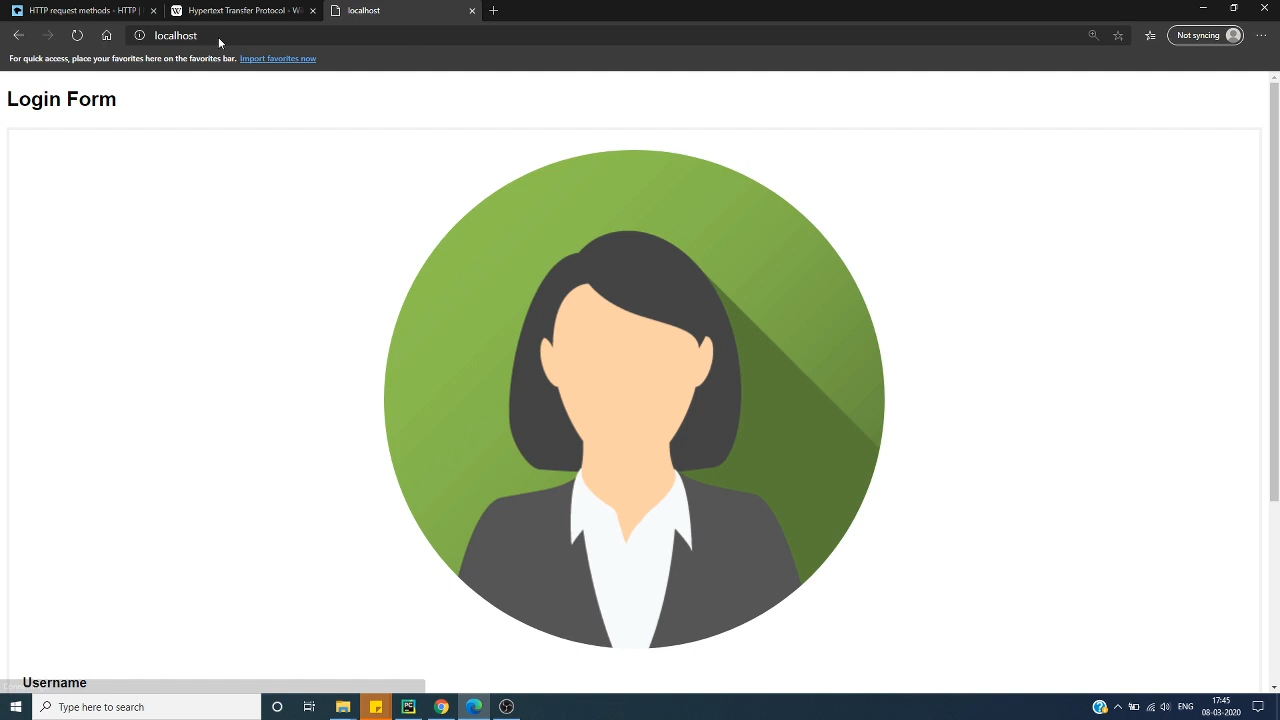 HTTP request methods - HTTP |
Hypertext Transfer Protocol - Wi
localhost
localhost
Not syncing
For quick access, place your favorites here on the favorites bar. Import favorites now
Login Form
Username
Type here to search
PC
ENG
17:45
08-03-2020